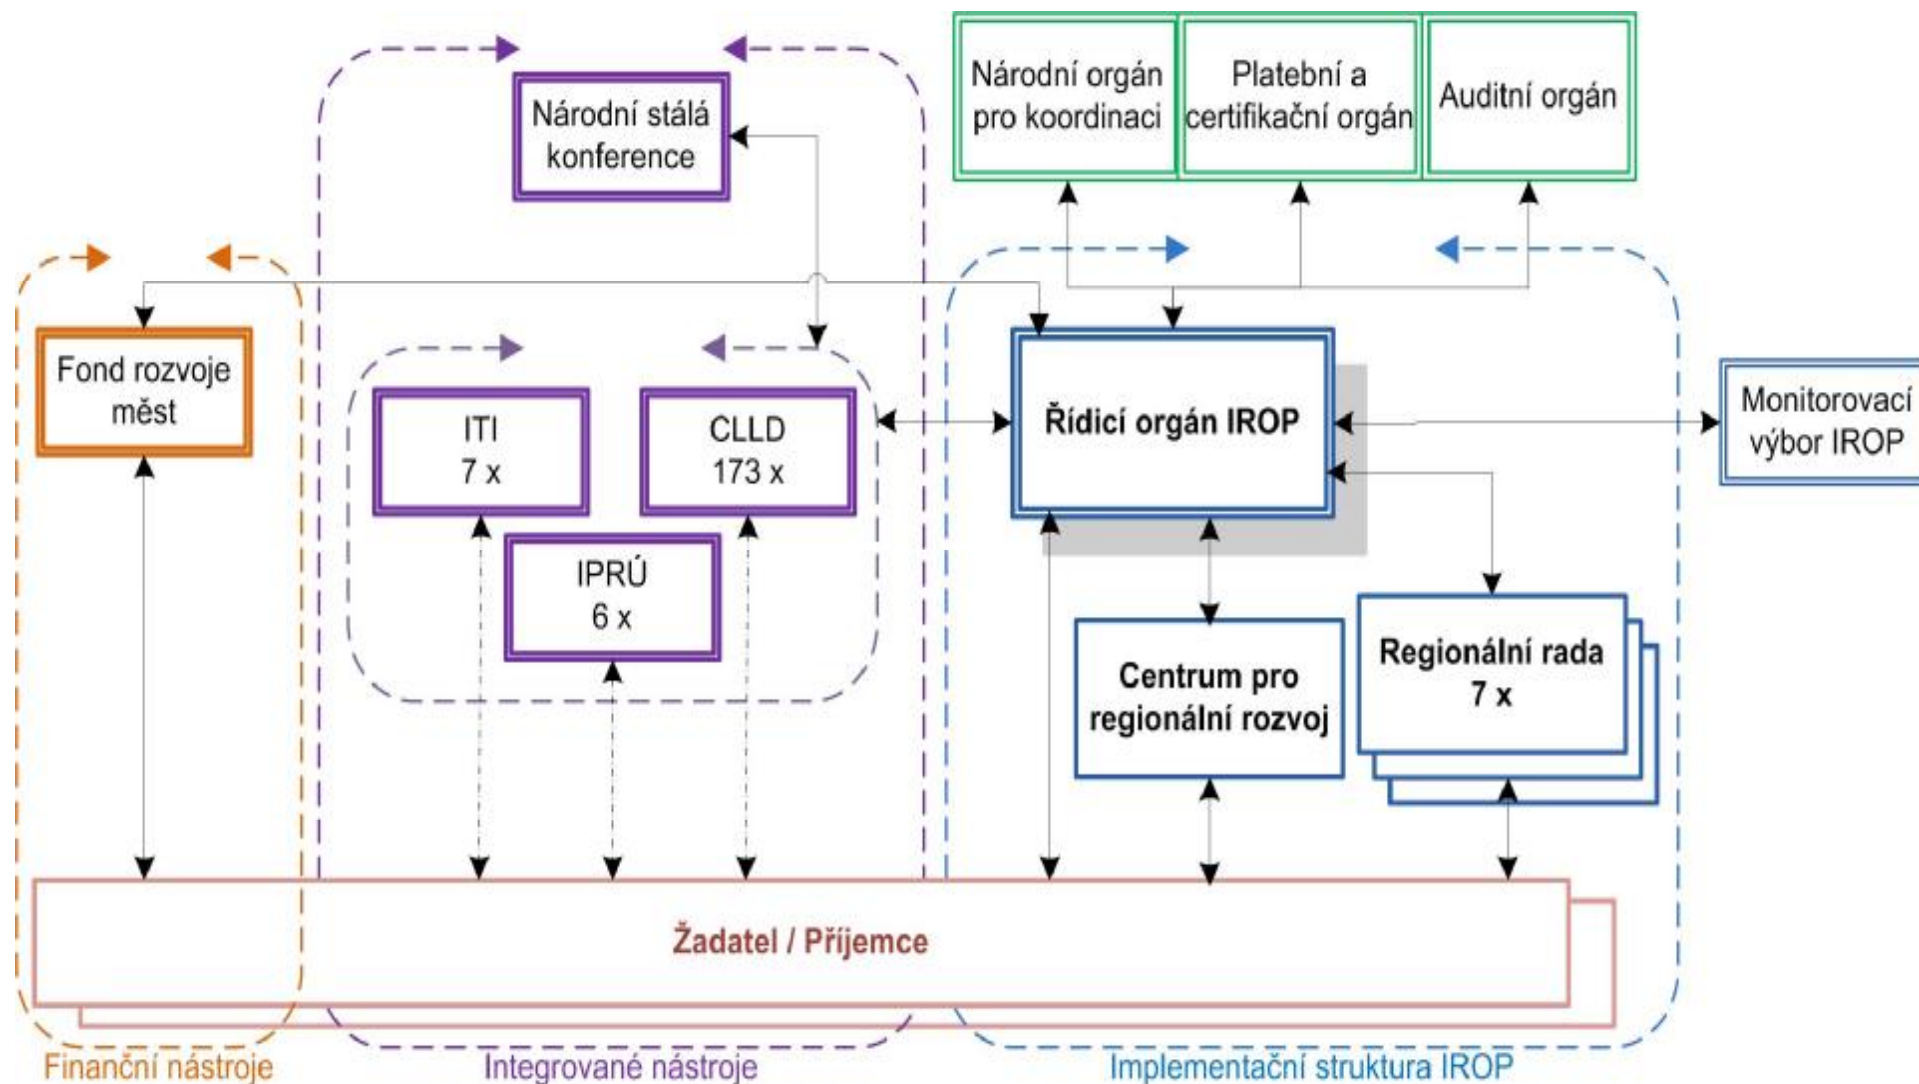 Národní stálá
konference
Národní orgán
pro koordinaci
Platební a
certifikační orgán
Auditní orgán
Fond rozvoje
měst
ITI
7 x
CLLD
173 x
IPRÚ
6 x
Řídicí orgán IROP
Monitorovací
výbor IROP
Centrum pro
regionální rozvoj
Regionální rada
7 x
Žadatel / Příjemce
Finanční nástroje
Integrované nástroje
Implementační struktura IROP